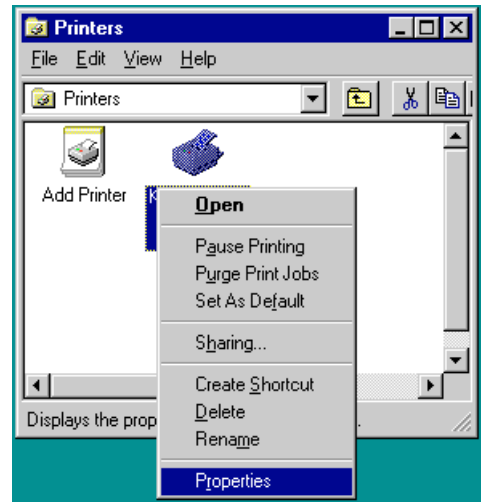 Printers
File Edit View Help
Printers
Add Printer K
Open
Pause Printing
Purge Print Jobs
Set As Default
Sharing...
Create Shortcut
Delete
Rename
Properties
Displays the prop .